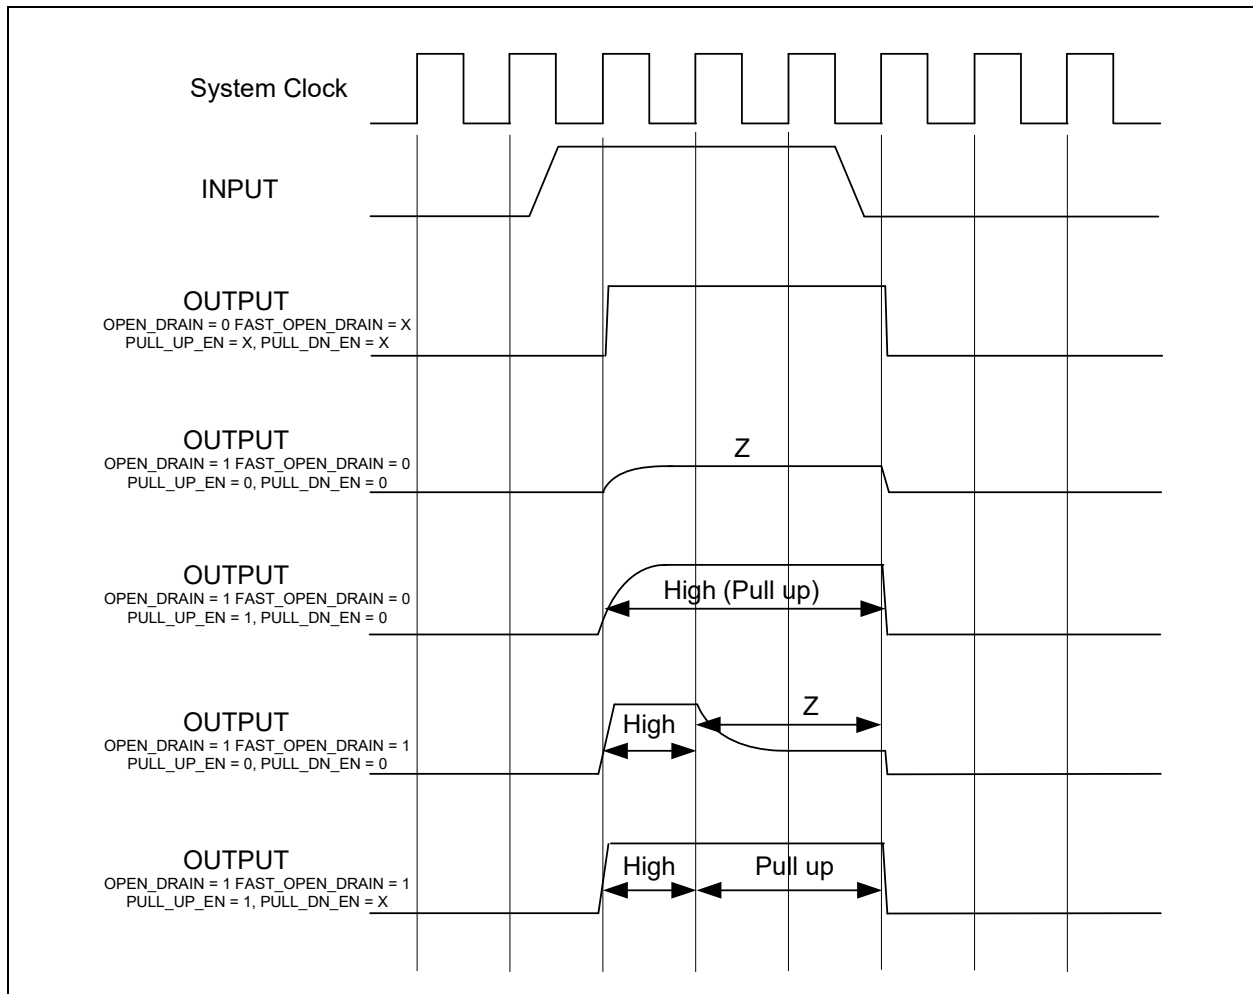 System Clock
INPUT
OUTPUT
OPEN_DRAIN = 0 FAST_OPEN_DRAIN = X
PULL_UP_EN = X, PULL_DN_EN = X
OUTPUT
OPEN_DRAIN = 1 FAST_OPEN_DRAIN = 0
PULL_UP_EN = 0, PULL_DN_EN = 0
Z
OUTPUT
OPEN_DRAIN = 1 FAST_OPEN_DRAIN = 0
PULL_UP_EN = 1, PULL_DN_EN = 0
High (Pull up)
OUTPUT
OPEN_DRAIN = 1 FAST_OPEN_DRAIN = 1
PULL_UP_EN = 0, PULL_DN_EN = 0
High
Z
OUTPUT
OPEN_DRAIN = 1 FAST_OPEN_DRAIN = 1
PULL_UP_EN = 1, PULL_DN_EN = X
High
Pull up